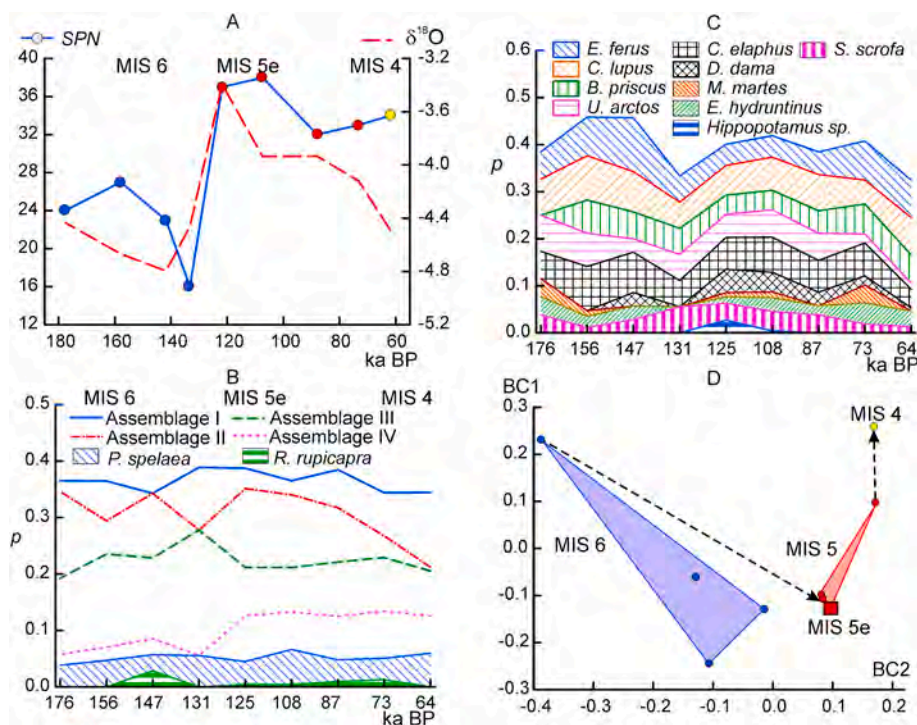 A
SPN
δ¹⁸O
40
36
32
28
24
20
16
12
MIS 6
MIS 5e
MIS 4
-3.2
-3.6
-4.0
-4.4
-4.8
-5.2
180 160 140 120 100 80 60
ka BP
C
0.6
0.5
0.4
0.3
0.2
0.1
0.0
p
E. ferus
C. lupus
B. priscus
U. arctos
C. elaphus
D. dama
M. martes
E. hydruntinus
Hippopotamus sp.
S. scrofa
176 156 147 131 125 108 87 73 64
ka BP
B
MIS 6
MIS 5e
MIS 4
0.5
0.4
0.3
0.2
0.1
0.0
p
Assemblage I
Assemblage II
P. spelaea
Assemblage III
Assemblage IV
R. rupicapra
176 156 147 131 125 108 87 73 64
ka BP
D
BC1
0.3
0.2
0.1
0.0
-0.1
-0.2
-0.3
MIS 4
MIS 6
MIS 5
MIS 5e
BC2
-0.4 -0.3 -0.2 -0.1 0.0 0.1 0.2